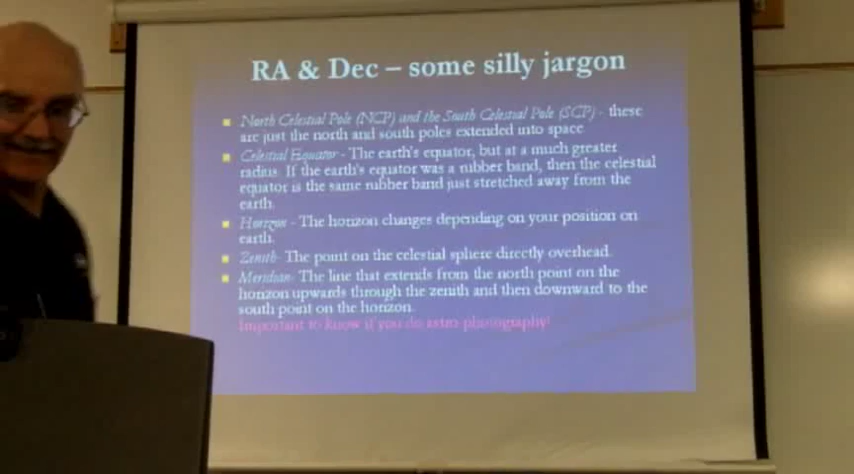 RA & Dec – some silly jargon
North Celestial Pole (NCP) and the South Celestial Pole (SCP) - these
are just the north and south poles extended into space
Celestial Equator - The earth's equator, but at a much greater
radius. If the earth's equator was a rubber band, then the celestial
equator is the same rubber band just stretched away from the
earth.
Horizon - The horizon changes depending on your position on
earth.
Zenith- The point on the celestial sphere directly overhead.
Meridian- The line that extends from the north point on the
horizon upwards through the zenith and then downward to the
south point on the horizon.
Important to know if you do astro photography!